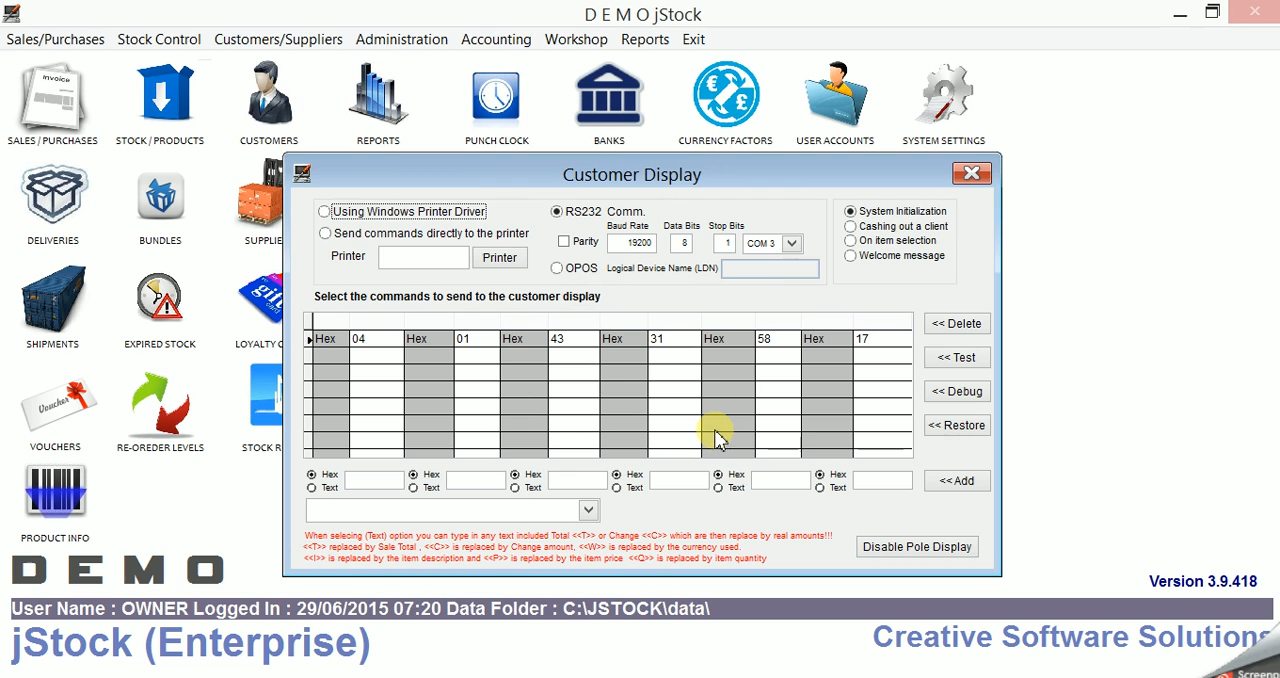 D E M O jStock
Sales/Purchases Stock Control Customers/Suppliers Administration Accounting Workshop Reports Exit
Invoice
SALES / PURCHASES STOCK / PRODUCTS CUSTOMERS REPORTS PUNCH CLOCK BANKS CURRENCY FACTORS USER ACCOUNTS SYSTEM SETTINGS
Customer Display
Using Windows Printer Driver
RS232 Comm.
System Initialization
Send commands directly to the printer
Baud Rate Data Bits Stop Bits
Cashing out a client
Parity 19200 8 1 COM 3
On item selection
Printer Printer
Welcome message
OPOS Logical Device Name (LDN)
DELIVERIES BUNDLES SUPPLIE
Select the commands to send to the customer display
<< Delete
Hex 04 Hex 01 Hex 43 Hex 31 Hex 58 Hex 17
gift
SHIPMENTS EXPIRED STOCK LOYALTY C
<< Test
<< Debug
Voucher
<< Restore
VOUCHERS RE-OREDER LEVELS STOCK R
Hex Hex Hex Hex Hex Hex
<< Add
Text Text Text Text Text Text
PRODUCT INFO
When selecing (Text) option you can type in any text included Total <<T>> or Change <<C>> which are then replace by real amounts!!!
<<T>> replaced by Sale Total , <<C>> is replaced by Change amount, <<W>> is replaced by the currency used.
<<I>> is replaced by the item description and <<P>> is replaced by the item price <<Q>> is replaced by item quantity
Disable Pole Display
D E M O
Version 3.9.418
User Name : OWNER Logged In : 29/06/2015 07:20 Data Folder : C:\JSTOCK\data\
jStock (Enterprise)
Creative Software Solutions
Screenp